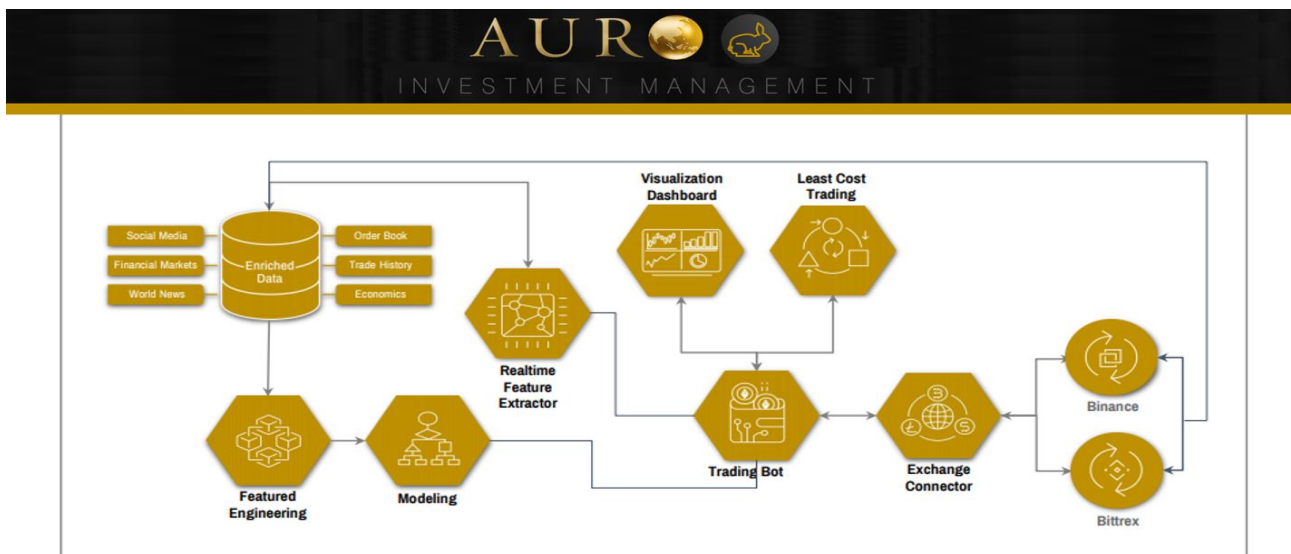 AURO
INVESTMENT MANAGEMENT
Visualization
Dashboard
Least Cost
Trading
Social Media
Financial Markets
World News
Enriched
Data
Order Book
Trade History
Economics
Realtime
Feature
Extractor
Featured
Engineering
Modeling
Trading Bot
Exchange
Connector
Binance
Bittrex